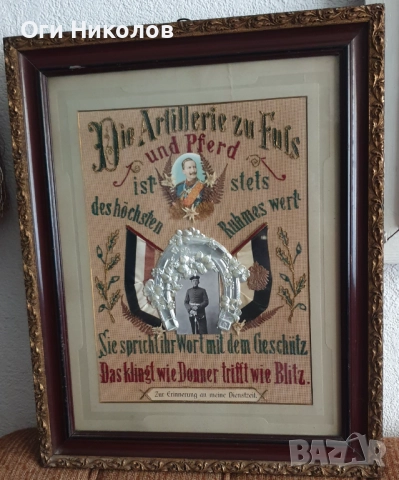 Оги Николов
Die Artillerie zu Fuſs
und Pferd
ist stets
des höchsten Ruhmes wert
Sie spricht ihr Wort mit dem Geschütz
Das klingt wie Donner trifft wie Blitz.
Zur Erinnerung an meine Dienstzeit.
BAZAR